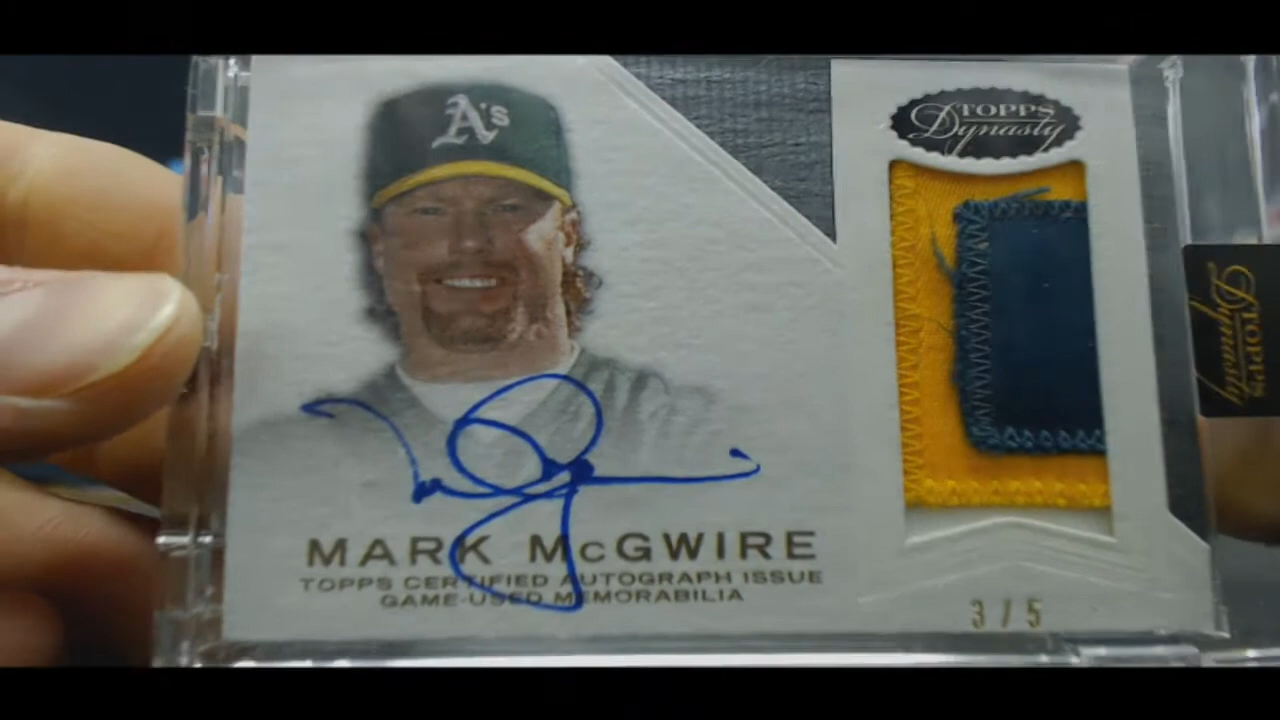 A's
TOPPS
Dynasty
MARK McGWIRE
TOPPS CERTIFIED AUTOGRAPH ISSUE
GAME-USED MEMORABILIA
3/5
TOPPS
Dynasty